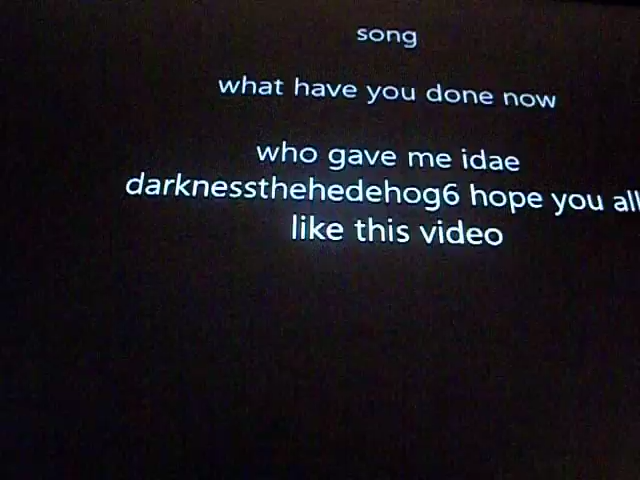 song
what have you done now
who gave me idae
darknessthehedehog6 hope you all
like this video